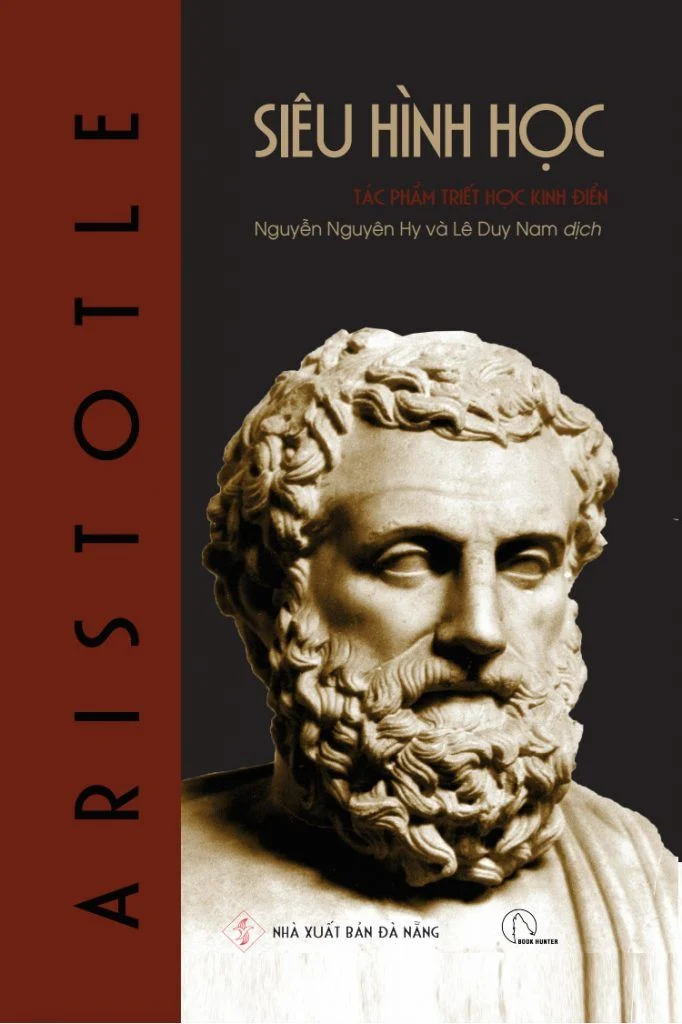 ARISTOTLE
SIÊU HÌNH HỌC
TÁC PHẨM TRIẾT HỌC KINH ĐIỂN
Nguyễn Nguyên Hy và Lê Duy Nam dịch
NHÀ XUẤT BẢN ĐÀ NẴNG
BOOK HUNTER